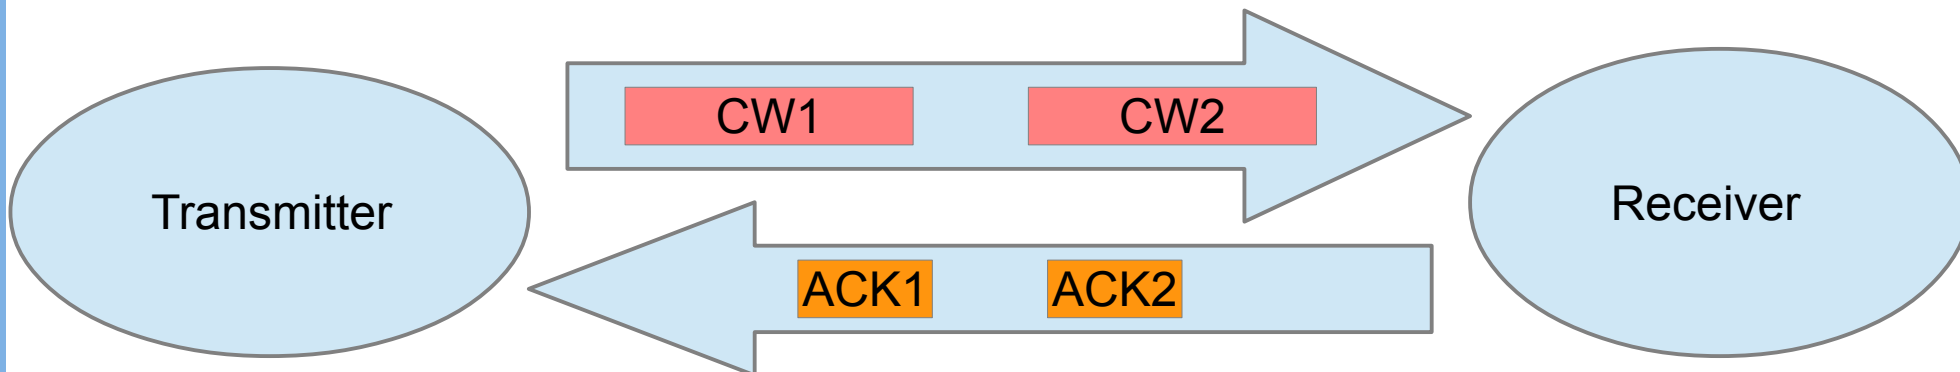 CW1
CW2
Transmitter
Receiver
ACK1
ACK2